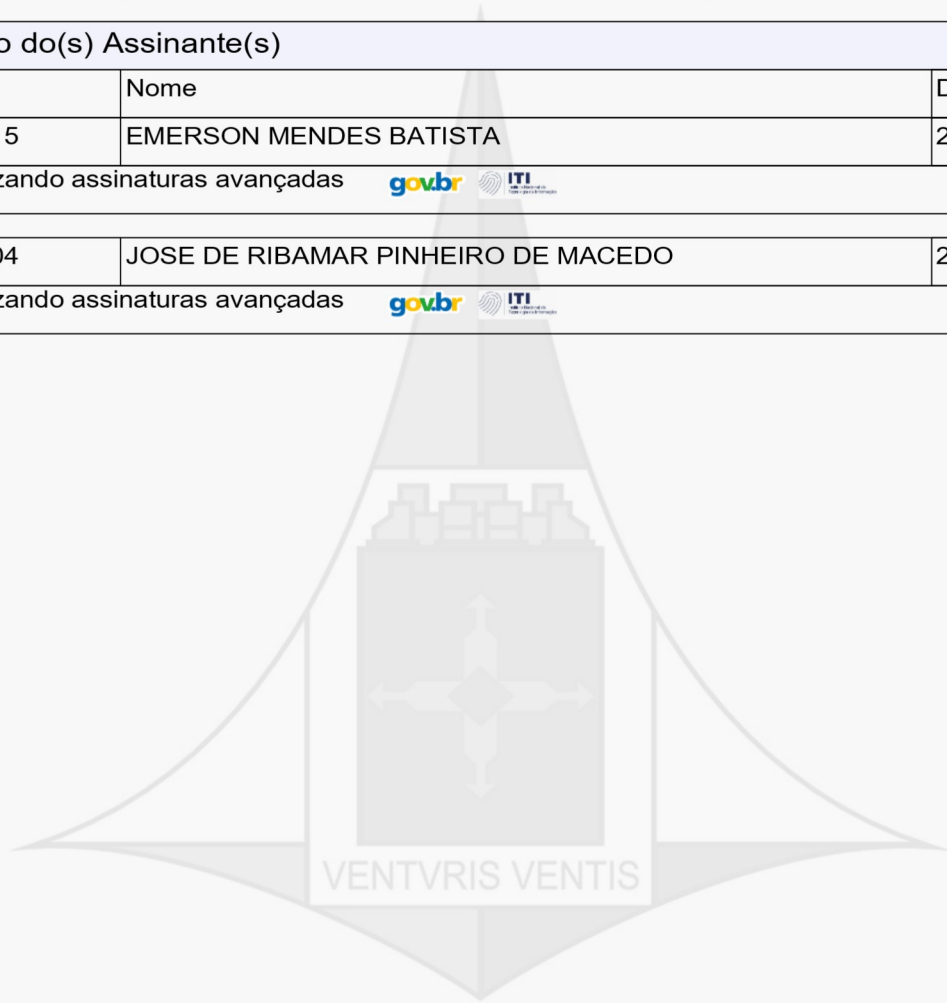 o do(s) Assinante(s)
Nome D
5 EMERSON MENDES BATISTA 2
zando assinaturas avançadas gov.br ITI
04 JOSE DE RIBAMAR PINHEIRO DE MACEDO 2
zando assinaturas avançadas gov.br ITI
VENTVRIS VENTIS